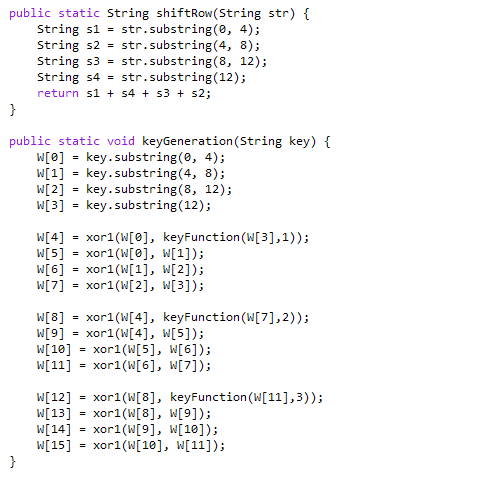 public static String shiftRow(String str) {
    String s1 = str.substring(0, 4);
    String s2 = str.substring(4, 8);
    String s3 = str.substring(8, 12);
    String s4 = str.substring(12);
    return s1 + s4 + s3 + s2;
}

public static void keyGeneration(String key) {
    W[0] = key.substring(0, 4);
    W[1] = key.substring(4, 8);
    W[2] = key.substring(8, 12);
    W[3] = key.substring(12);

    W[4] = xor1(W[0], keyFunction(W[3],1));
    W[5] = xor1(W[0], W[1]);
    W[6] = xor1(W[1], W[2]);
    W[7] = xor1(W[2], W[3]);

    W[8] = xor1(W[4], keyFunction(W[7],2));
    W[9] = xor1(W[4], W[5]);
    W[10] = xor1(W[5], W[6]);
    W[11] = xor1(W[6], W[7]);

    W[12] = xor1(W[8], keyFunction(W[11],3));
    W[13] = xor1(W[8], W[9]);
    W[14] = xor1(W[9], W[10]);
    W[15] = xor1(W[10], W[11]);
}